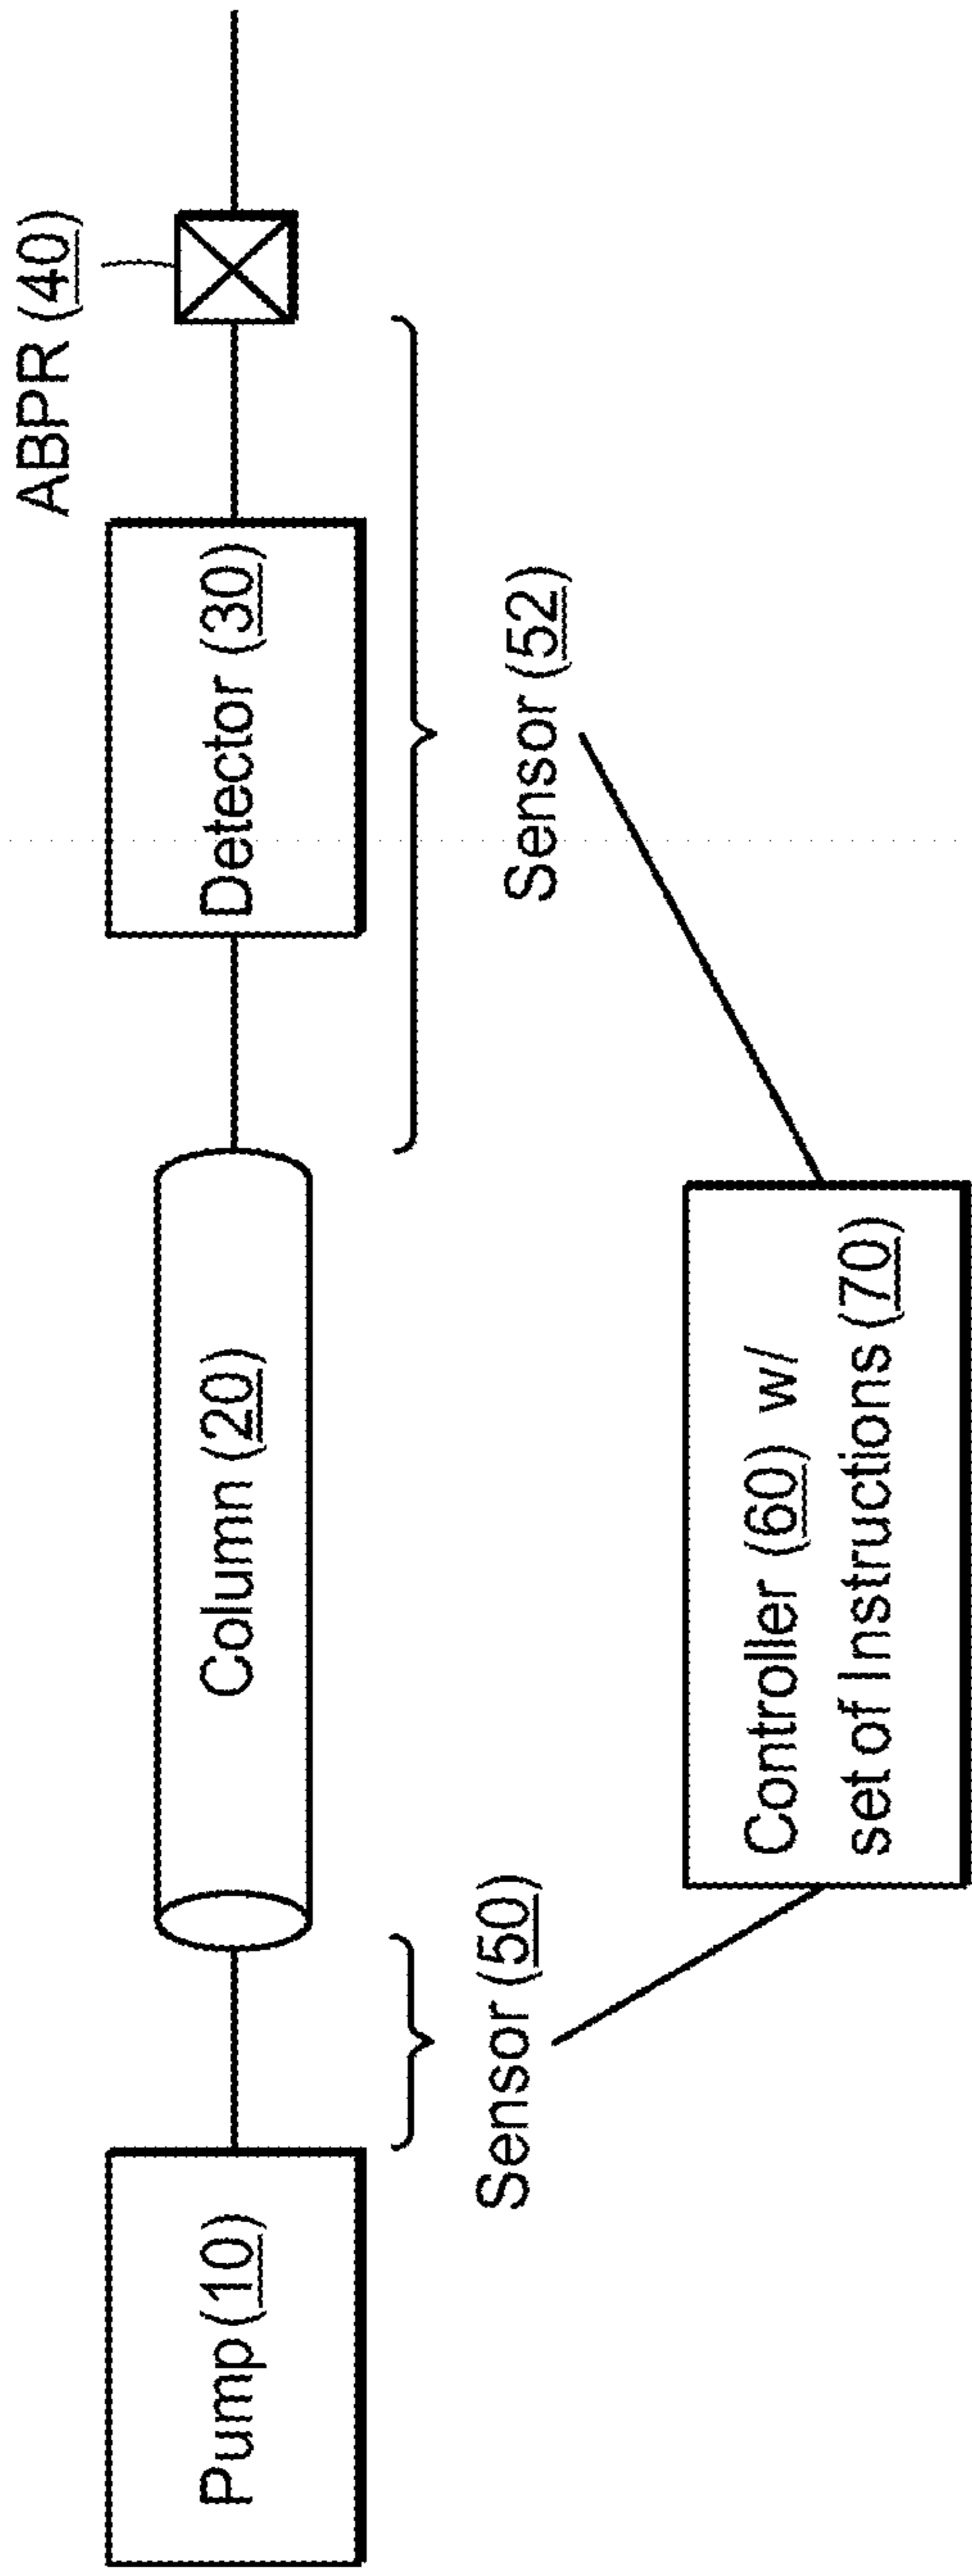 ABPR (40)
Pump (10)
Column (20)
Detector (30)
Sensor (50)
Sensor (52)
Controller (60) w/
set of Instructions (70)